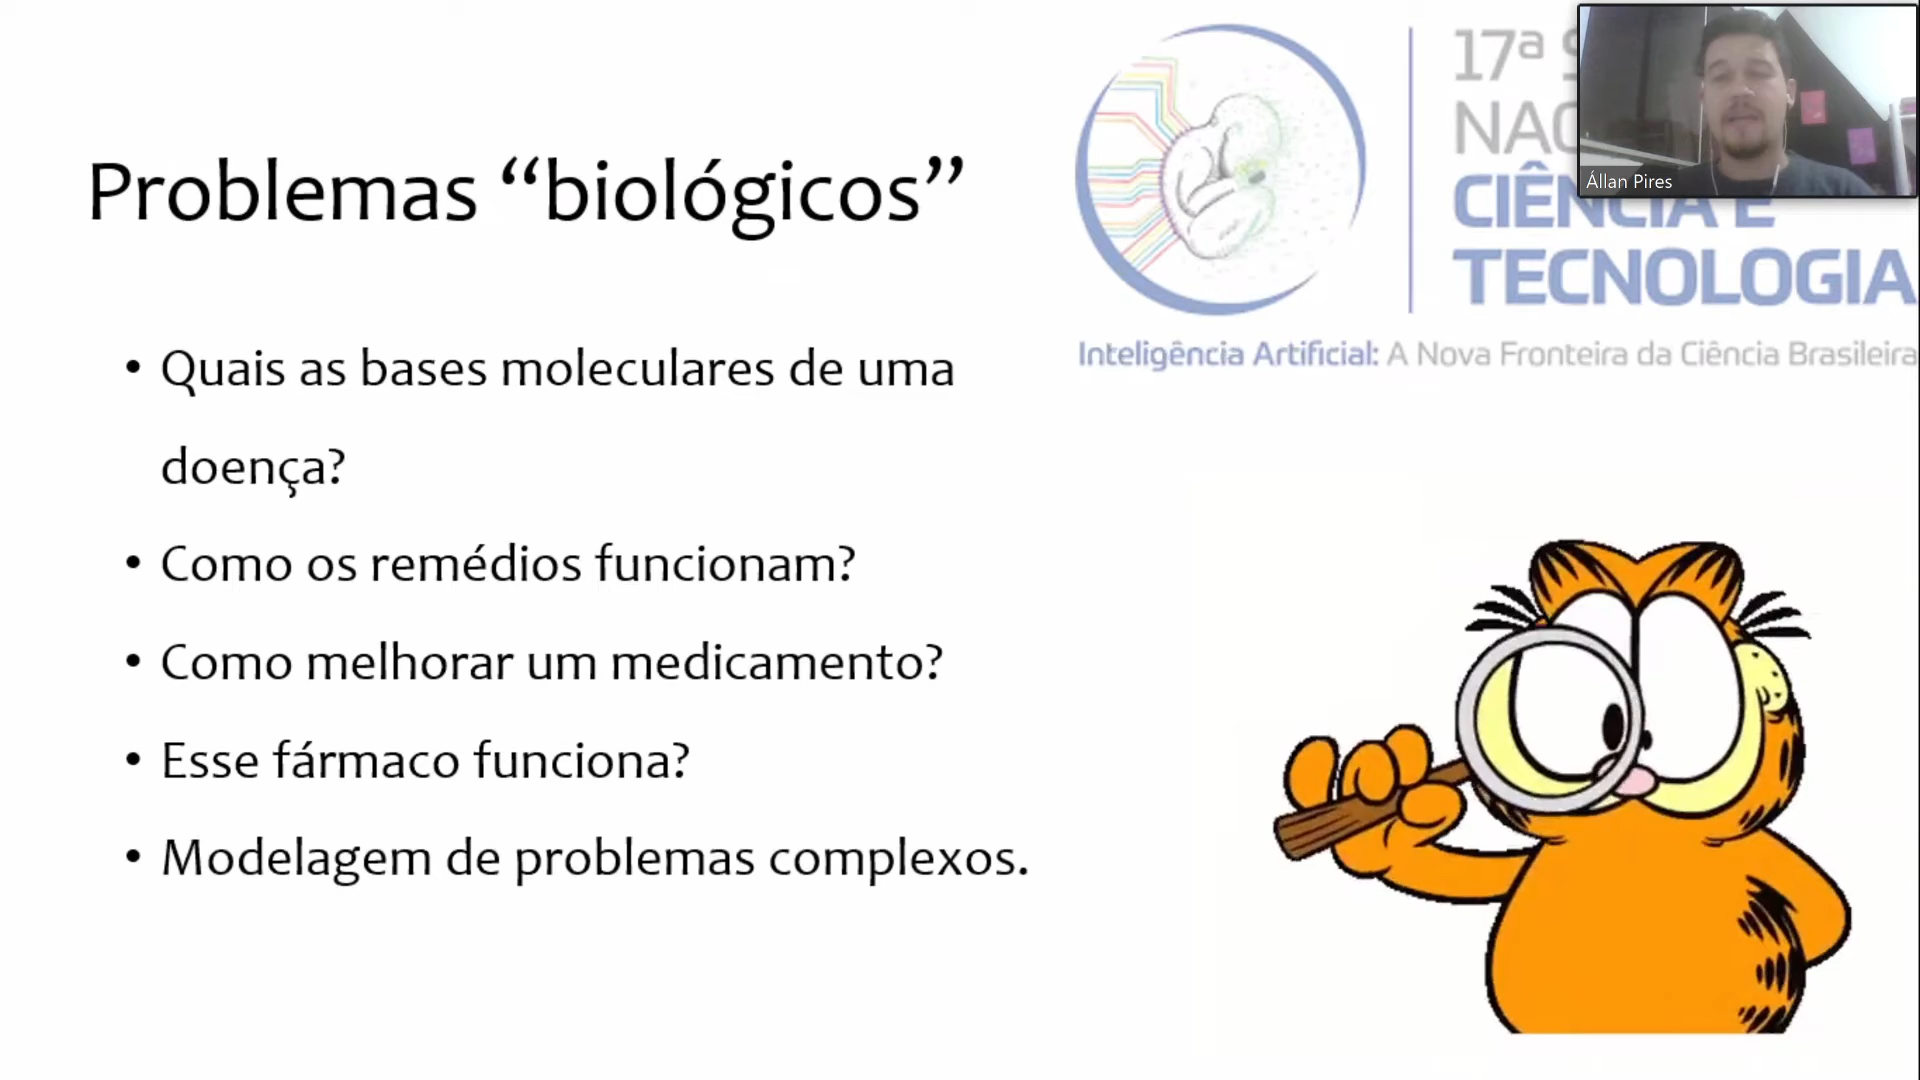 Problemas “biológicos”
• Quais as bases moleculares de uma
doença?
• Como os remédios funcionam?
• Como melhorar um medicamento?
• Esse fármaco funciona?
• Modelagem de problemas complexos.
17ª
CIÊNCIA E
TECNOLOGIA
Inteligência Artificial: A Nova Fronteira da Ciência Brasileira
Állan Pires